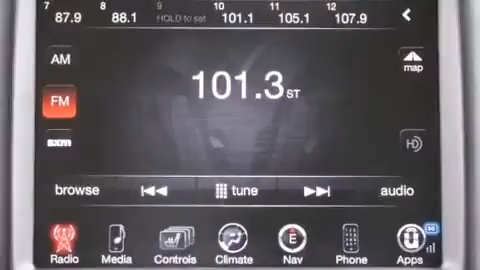 7 8 9 10 11 12
87.9 88.1 HOLD to set 101.1 105.1 107.9
AM
map
101.3 ST
FM
sxm
HD
browse tune audio
E
Radio Media Controls Climate Nav Phone Apps